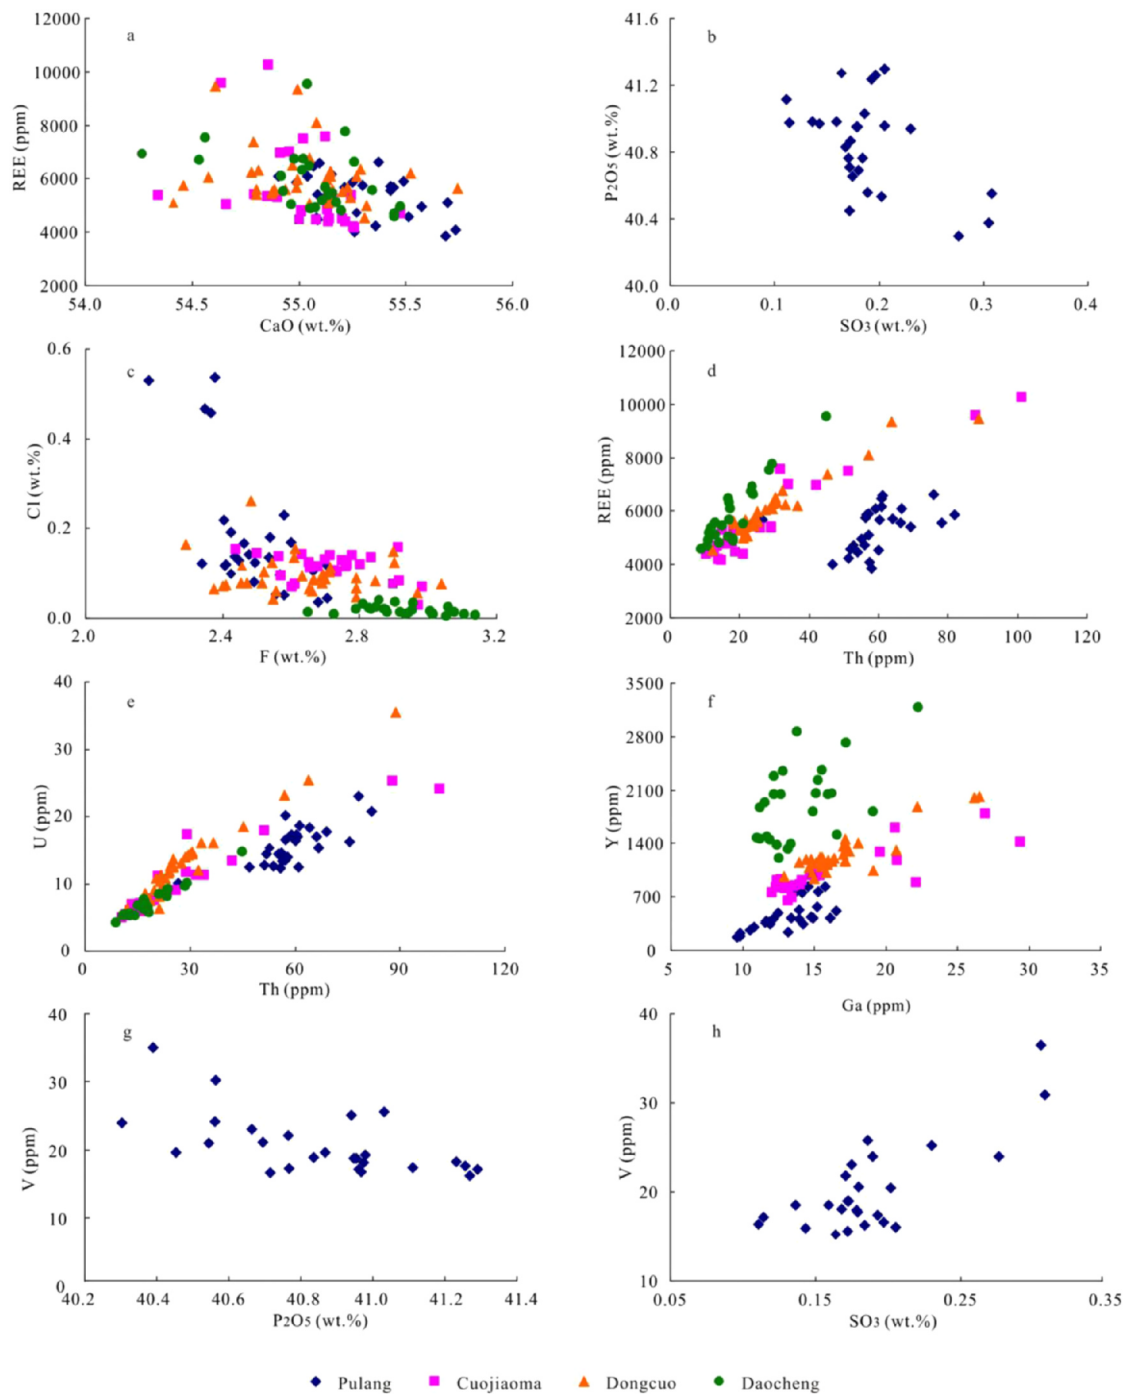 a
12000
10000
8000
6000
4000
2000
REE (ppm)
54.0 54.5 55.0 55.5 56.0
CaO (wt.%)
b
41.6
41.2
40.8
40.4
40.0
P2O5 (wt.%)
0.0 0.1 0.2 0.3 0.4
SO3 (wt.%)
c
0.6
0.4
0.2
0.0
Cl (wt.%)
2.0 2.4 2.8 3.2
F (wt.%)
d
12000
10000
8000
6000
4000
2000
REE (ppm)
0 20 40 60 80 100 120
Th (ppm)
e
40
30
20
10
0
U (ppm)
0 30 60 90 120
Th (ppm)
f
3500
2800
2100
1400
700
0
Y (ppm)
5 10 15 20 25 30 35
Ga (ppm)
g
40
30
20
10
0
V (ppm)
40.2 40.4 40.6 40.8 41.0 41.2 41.4
P2O5 (wt.%)
h
40
30
20
10
V (ppm)
0.05 0.15 0.25 0.35
SO3 (wt.%)
Pulang Cuojiaoma Dongcuo Daocheng